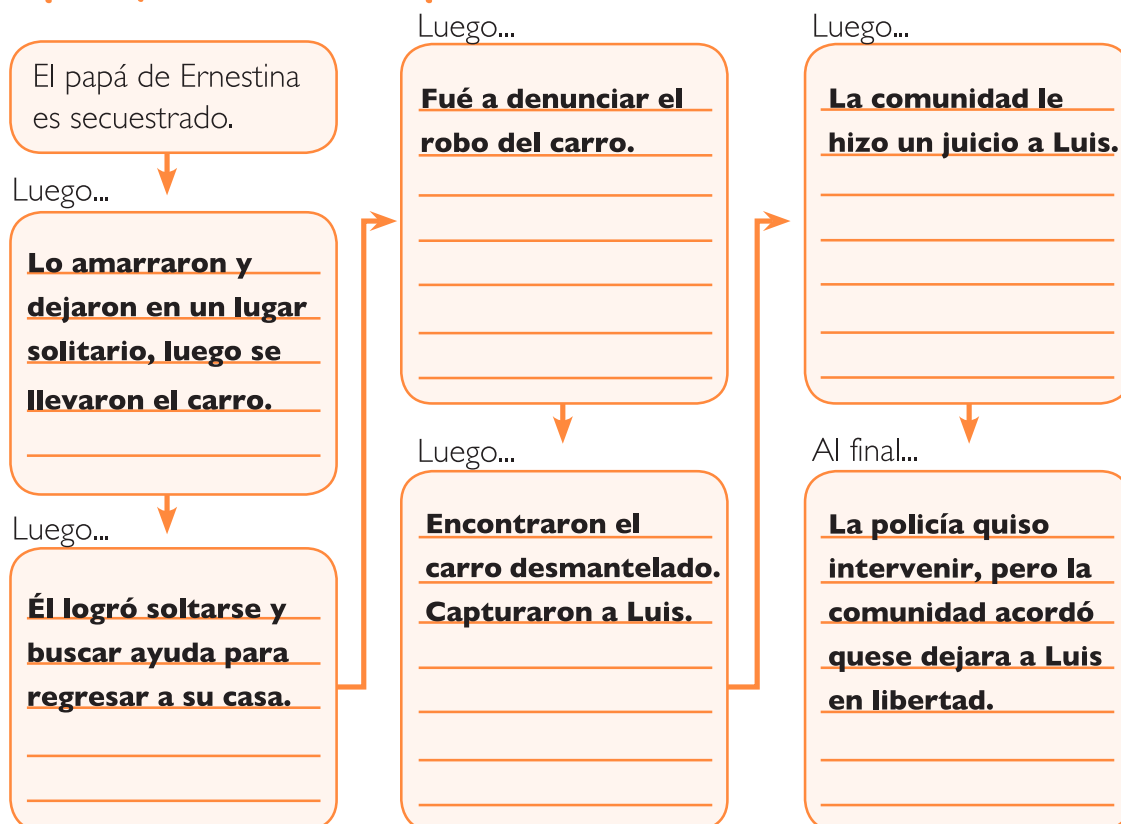 El papá de Ernestina
es secuestrado.
Luego...
Lo amarraron y
dejaron en un lugar
solitario, luego se
llevaron el carro.
Luego...
Él logró soltarse y
buscar ayuda para
regresar a su casa.
Luego...
Fué a denunciar el
robo del carro.
Luego...
Encontraron el
carro desmantelado.
Capturaron a Luis.
Luego...
La comunidad le
hizo un juicio a Luis.
Al final...
La policía quiso
intervenir, pero la
comunidad acordó
quese dejara a Luis
en libertad.